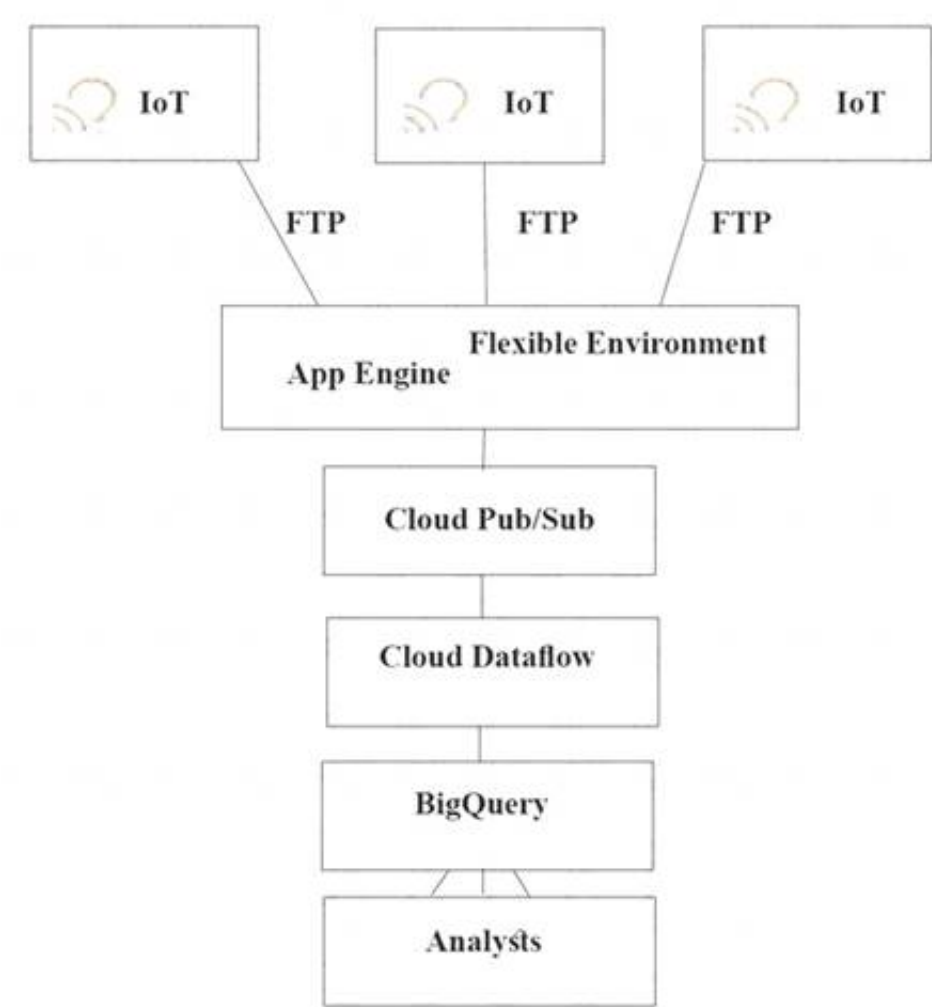 IoT
IoT
IoT
FTP
FTP
FTP
Flexible Environment
App Engine
Cloud Pub/Sub
Cloud Dataflow
BigQuery
Analysts